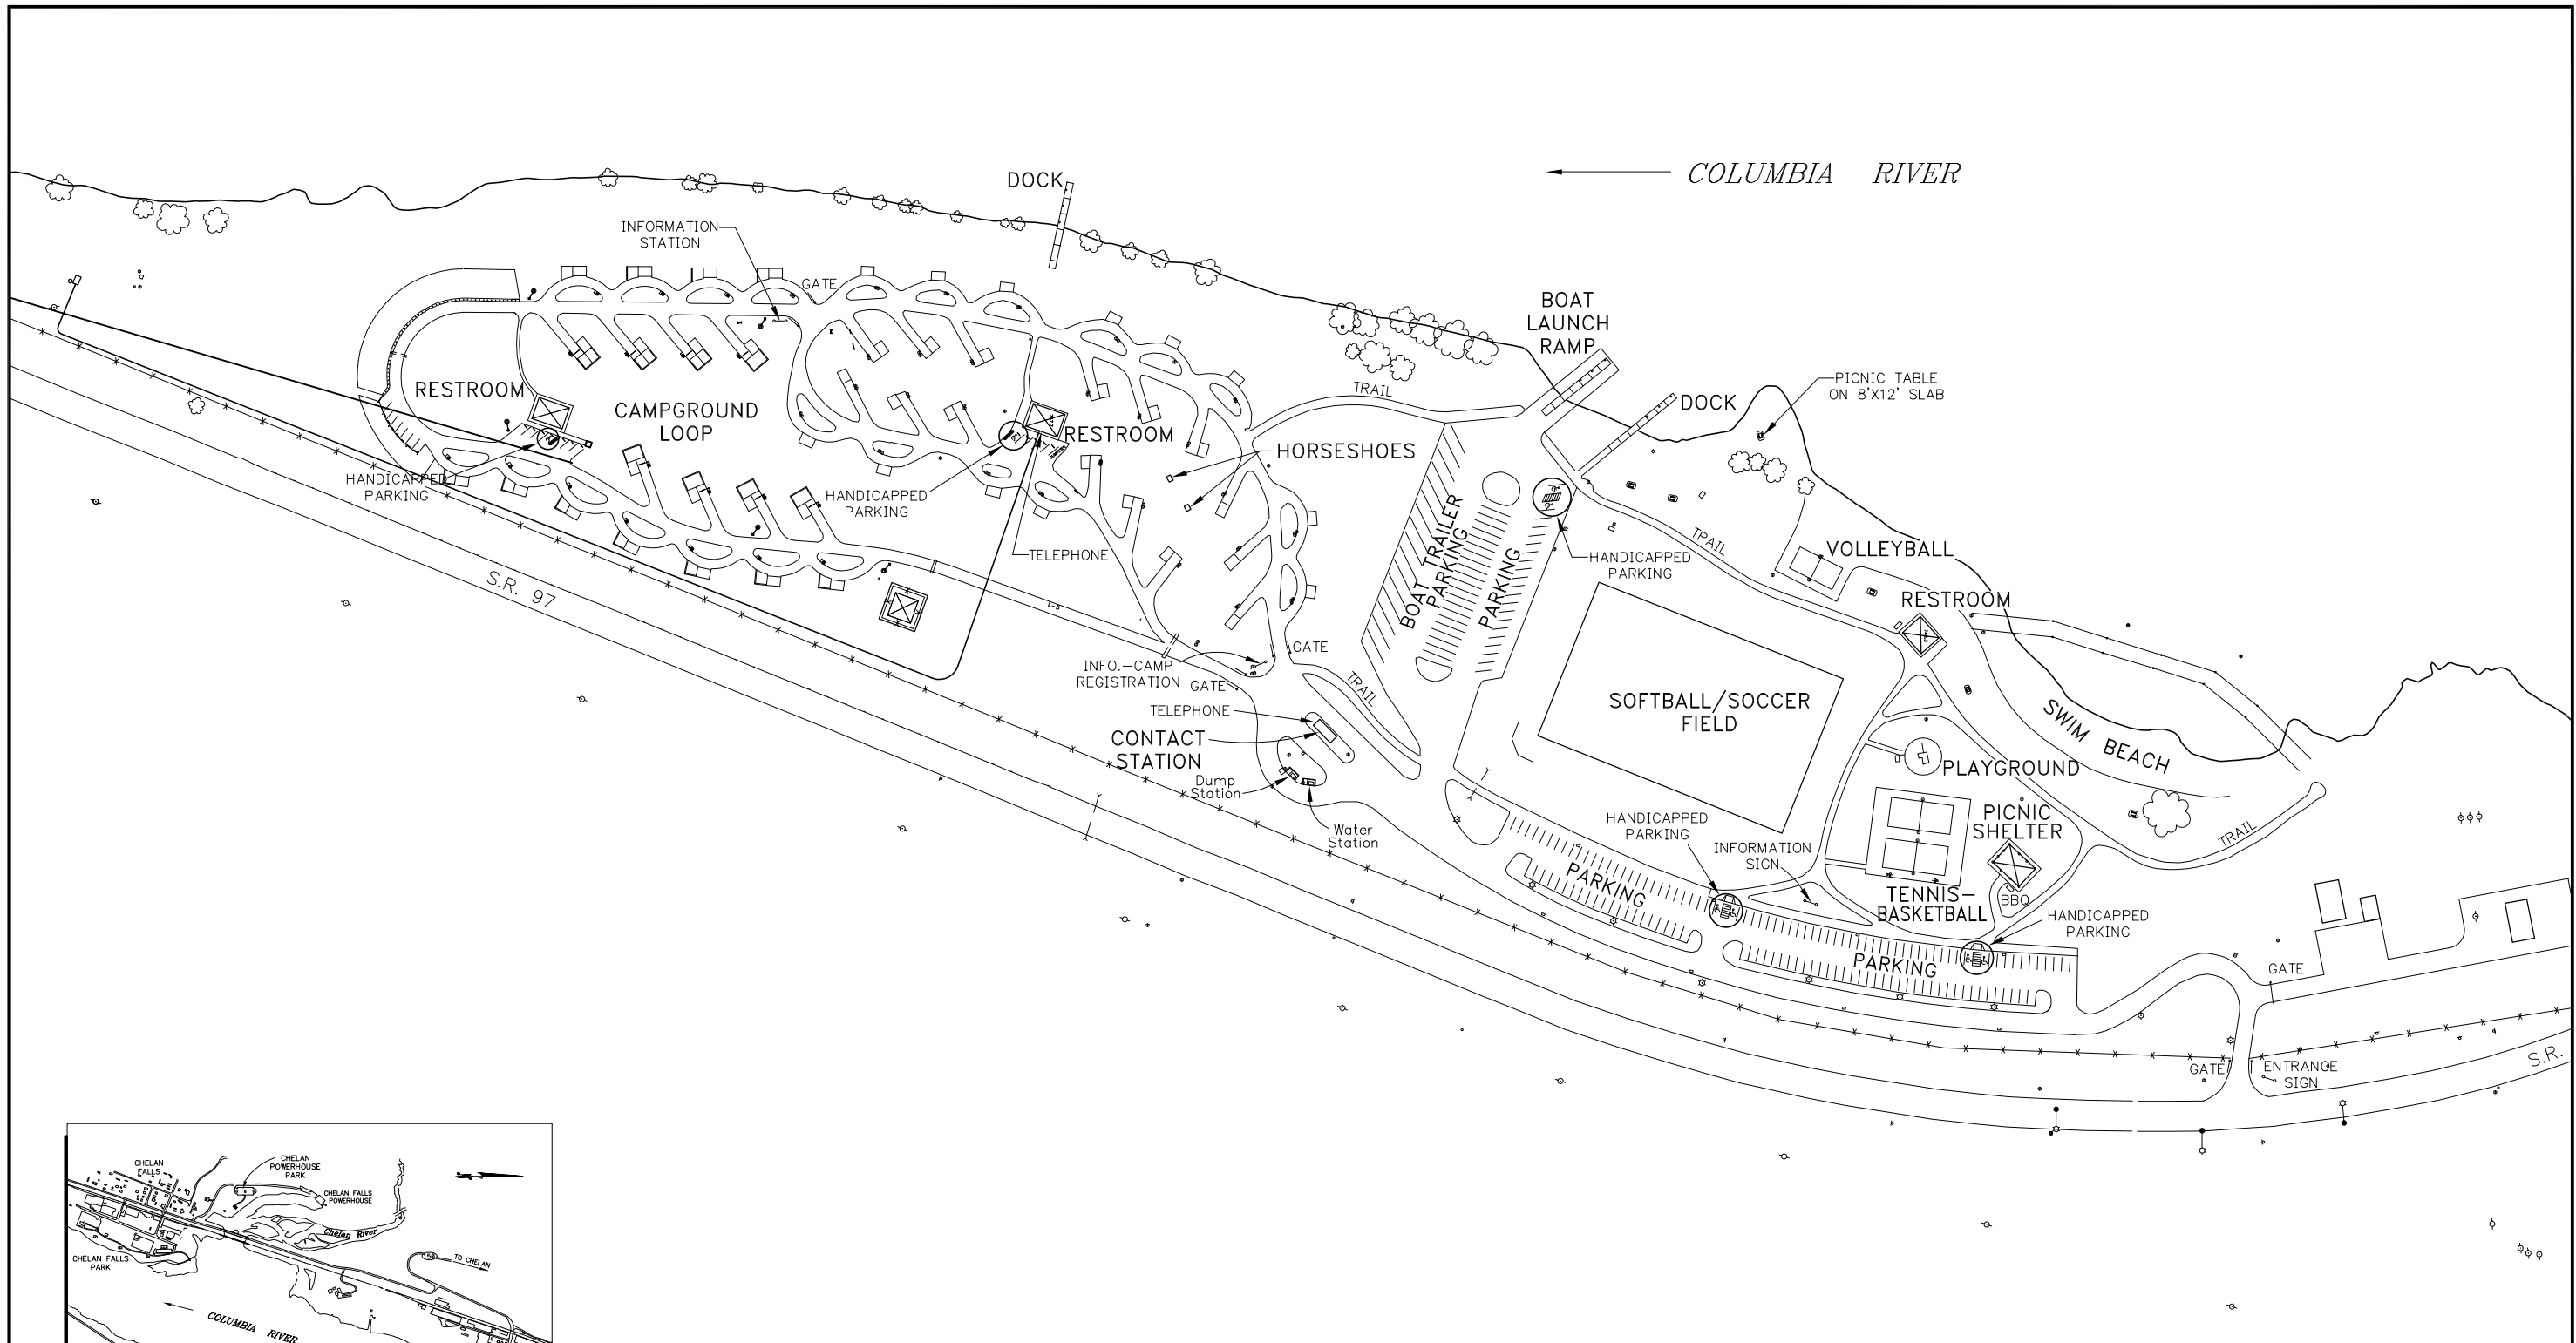 COLUMBIA RIVER
DOCK
INFORMATION
STATION
GATE
BOAT
LAUNCH
RAMP
PICNIC TABLE
ON 8'X12' SLAB
TRAIL
DOCK
RESTROOM
CAMPGROUND
LOOP
RESTROOM
HORSESHOES
HANDICAPPED
PARKING
HANDICAPPED
PARKING
TELEPHONE
BOAT TRAILER
PARKING
PARKING
HANDICAPPED
PARKING
TRAIL
VOLLEYBALL
RESTROOM
S.R. 97
L-5
INFO.-CAMP
REGISTRATION
GATE
GATE
TRAIL
TELEPHONE
CONTACT
STATION
Dump
Station
Water
Station
SOFTBALL/SOCCER
FIELD
SWIM BEACH
PLAYGROUND
PICNIC
SHELTER
HANDICAPPED
PARKING
INFORMATION
SIGN
TRAIL
PARKING
TENNIS-
BASKETBALL
BBQ
HANDICAPPED
PARKING
PARKING
GATE
GATE
ENTRANCE
SIGN
S.R.
CHELAN
FALLS
CHELAN
POWERHOUSE
PARK
CHELAN FALLS
POWERHOUSE
Chelan River
CHELAN FALLS
PARK
150
TO CHELAN
COLUMBIA RIVER